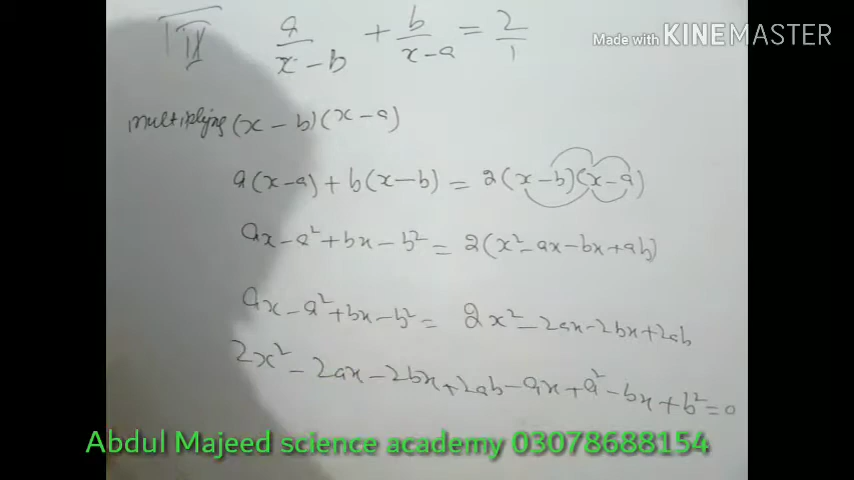 III a/(x-b) + b/(x-a) = 2/1
Made with KINEMASTER
multiplying (x-b)(x-a)
a(x-a)+b(x-b) = 2(x-b)(x-a)
ax-a²+bx-b² = 2(x²-ax-bx+ab)
ax-a²+bx-b² = 2x²-2ax-2bx+2ab
2x²-2ax-2bx+2ab-ax+a²-bx+b²=0
Abdul Majeed science academy 03078688154